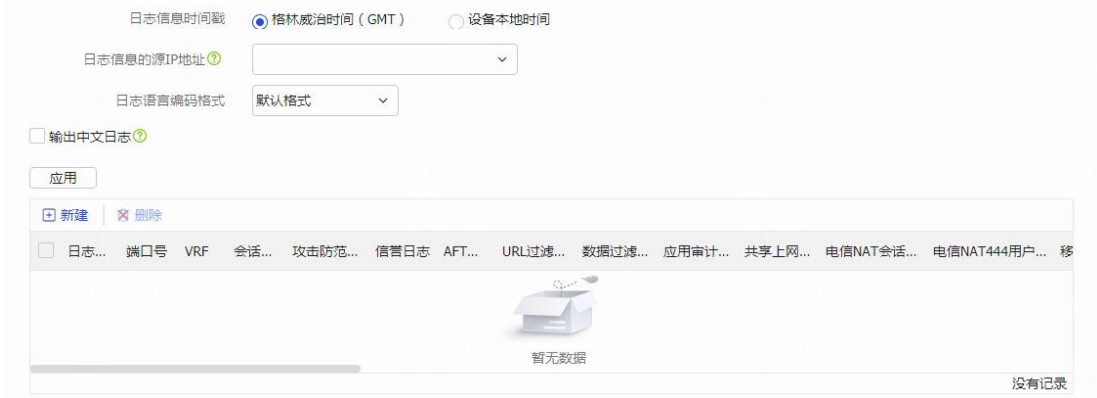 日志信息时间戳 格林威治时间（GMT） 设备本地时间
日志信息的源IP地址
日志语言编码格式 默认格式
输出中文日志
应用
新建 删除
日志... 端口号 VRF 会话... 攻击防范... 信誉日志 AFT... URL过滤... 数据过滤... 应用审计... 共享上网... 电信NAT会话... 电信NAT444用户... 移
暂无数据
没有记录